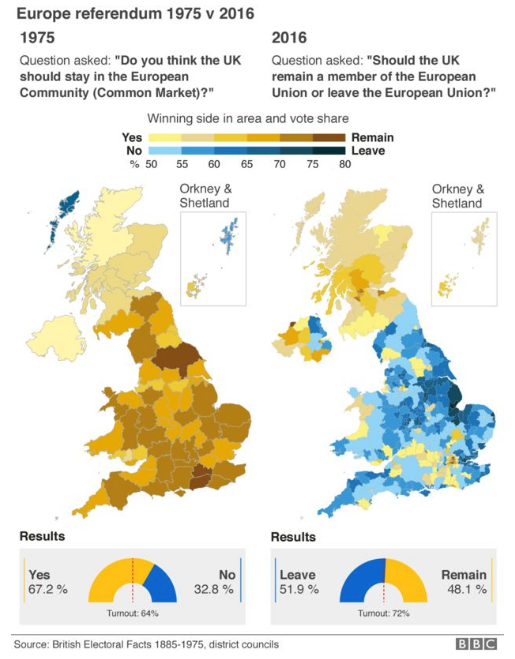 Europe referendum 1975 v 2016
1975
Question asked: "Do you think the UK
should stay in the European
Community (Common Market)?"
2016
Question asked: "Should the UK
remain a member of the European
Union or leave the European Union?"
Winning side in area and vote share
Yes Remain
No Leave
% 50 55 60 65 70 75 80
Orkney &
Shetland
Orkney &
Shetland
Results
Yes
67.2 %
No
32.8 %
Turnout: 64%
Results
Leave
51.9 %
Remain
48.1 %
Turnout: 72%
Source: British Electoral Facts 1885-1975, district councils
BBC